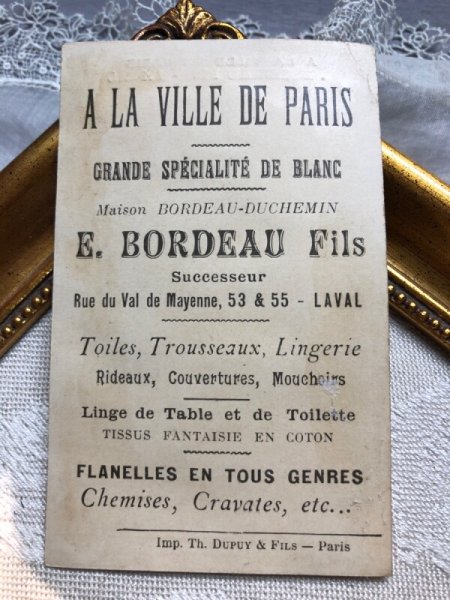 A LA VILLE DE PARIS
GRANDE SPÉCIALITÉ DE BLANC
Maison BORDEAU-DUCHEMIN
E. BORDEAU Fils
Successeur
Rue du Val de Mayenne, 53 & 55 - LAVAL
Toiles, Trousseaux, Lingerie
Rideaux, Couvertures, Mouchoirs
Linge de Table et de Toilette
TISSUS FANTAISIE EN COTON
FLANELLES EN TOUS GENRES
Chemises, Cravates, etc...
Imp. Th. DUPUY & FILS — Paris